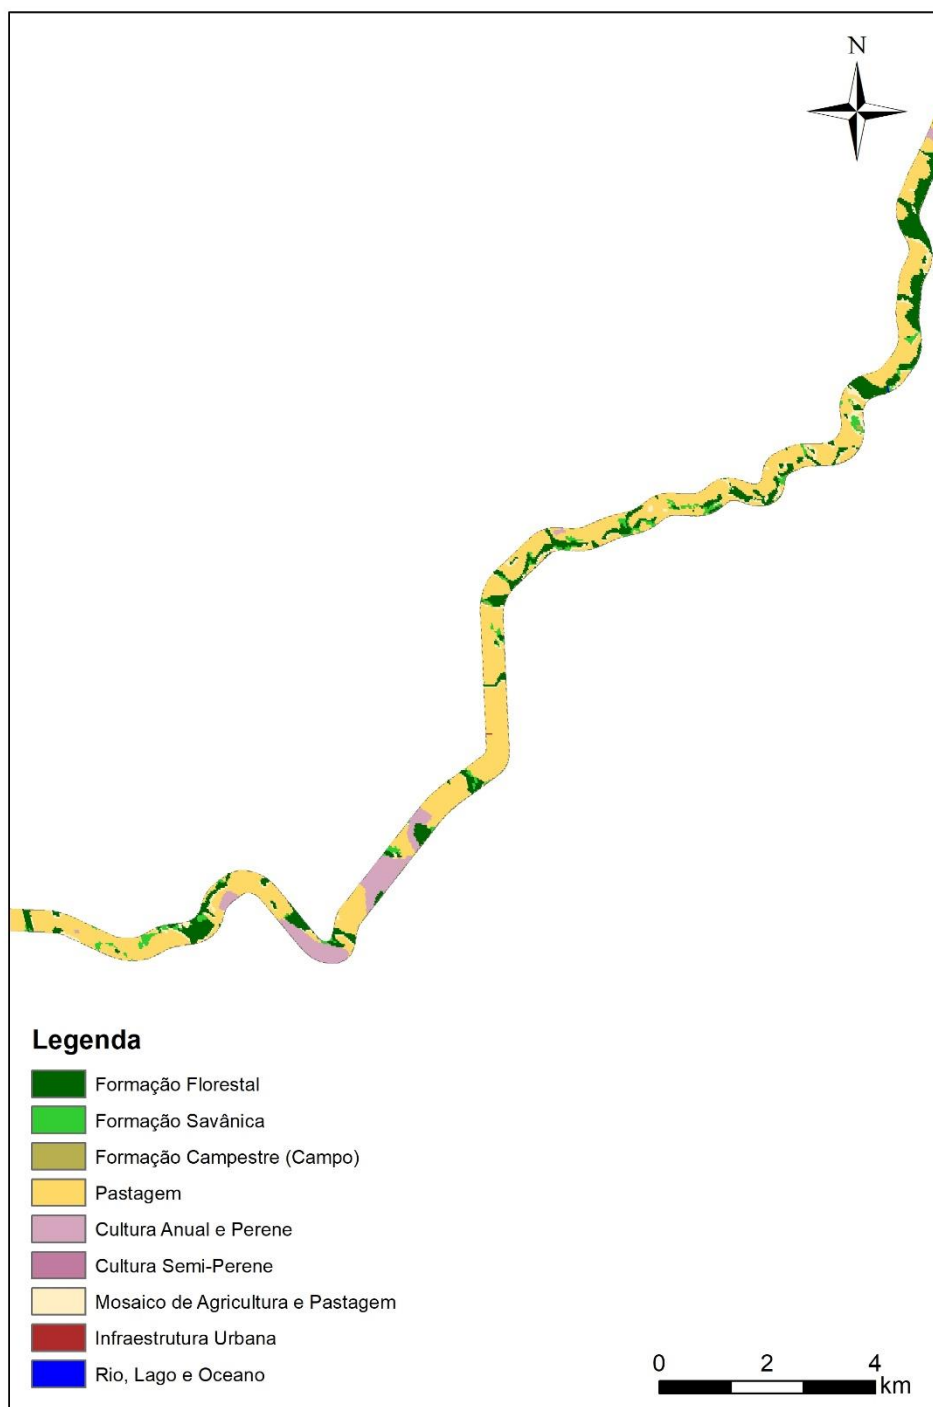 N
Legenda
Formação Florestal
Formação Savânica
Formação Campestre (Campo)
Pastagem
Cultura Anual e Perene
Cultura Semi-Perene
Mosaico de Agricultura e Pastagem
Infraestrutura Urbana
Rio, Lago e Oceano
0 2 4
km